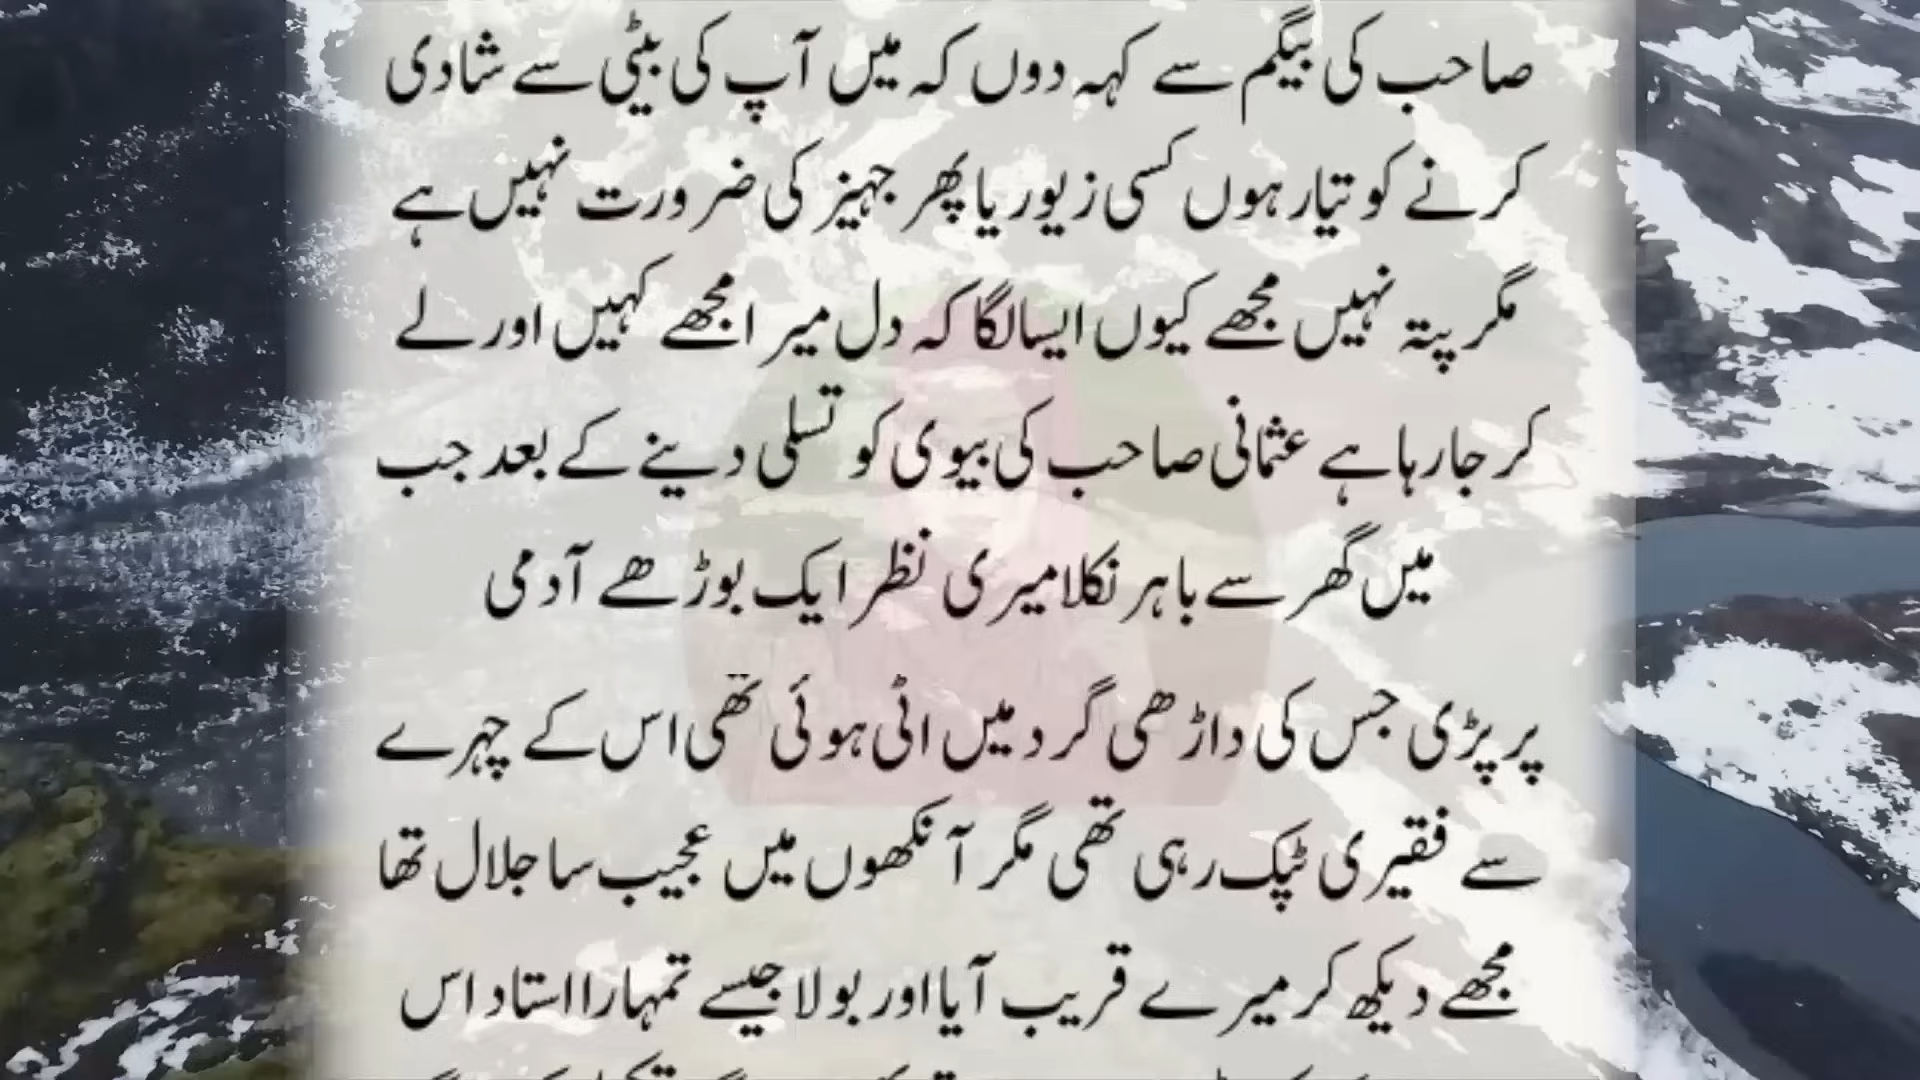 صاحب کی بیگم سے کہہ دوں کہ میں آپ کی بیٹی سے شادی
کرنے کو تیار ہوں کسی زیور یا پھر جہیز کی ضرورت نہیں ہے
مگر پتہ نہیں مجھے کیوں ایسا لگا کہ دل میرا مجھے کہیں اور لے
کر جا رہا ہے عثمانی صاحب کی بیوی کو تسلی دینے کے بعد جب
میں گھر سے باہر نکلا میری نظر ایک بوڑھے آدمی
پر پڑی جس کی داڑھی گرد میں اٹی ہوئی تھی اس کے چہرے
سے فقیری ٹپک رہی تھی مگر آنکھوں میں عجیب سا جلال تھا
مجھے دیکھ کر میرے قریب آیا اور بولا جیسے تمہارا استاد اس